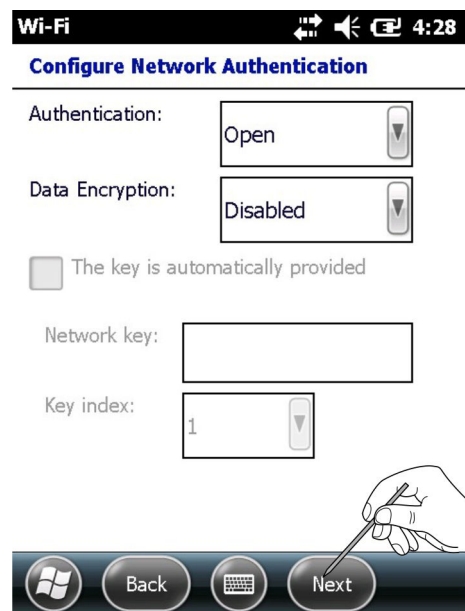 Wi-Fi 4:28
Configure Network Authentication
Authentication:
Open
Data Encryption:
Disabled
The key is automatically provided
Network key:
Key index:
1
Back Next